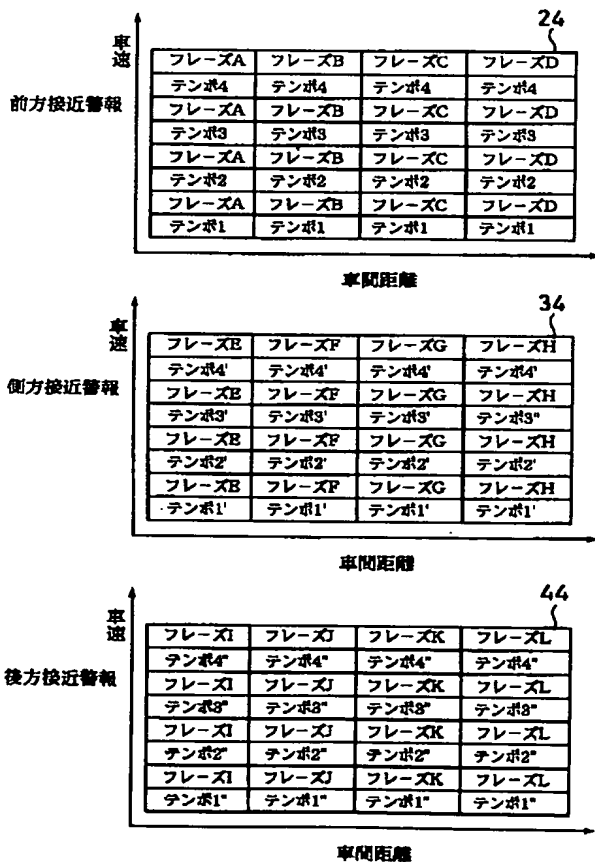 24
車速
前方接近警報
フレーズA フレーズB フレーズC フレーズD
テンポ4 テンポ4 テンポ4 テンポ4
フレーズA フレーズB フレーズC フレーズD
テンポ3 テンポ3 テンポ3 テンポ3
フレーズA フレーズB フレーズC フレーズD
テンポ2 テンポ2 テンポ2 テンポ2
フレーズA フレーズB フレーズC フレーズD
テンポ1 テンポ1 テンポ1 テンポ1
車間距離
34
車速
側方接近警報
フレーズE フレーズF フレーズG フレーズH
テンポ4' テンポ4' テンポ4' テンポ4'
フレーズE フレーズF フレーズG フレーズH
テンポ3' テンポ3' テンポ3' テンポ3"
フレーズE フレーズF フレーズG フレーズH
テンポ2' テンポ2' テンポ2' テンポ2'
フレーズE フレーズF フレーズG フレーズH
テンポ1' テンポ1' テンポ1' テンポ1'
車間距離
44
車速
後方接近警報
フレーズI フレーズJ フレーズK フレーズL
テンポ4" テンポ4" テンポ4" テンポ4"
フレーズI フレーズJ フレーズK フレーズL
テンポ3" テンポ3" テンポ3" テンポ3"
フレーズI フレーズJ フレーズK フレーズL
テンポ2" テンポ2" テンポ2" テンポ2"
フレーズI フレーズJ フレーズK フレーズL
テンポ1" テンポ1" テンポ1" テンポ1"
車間距離